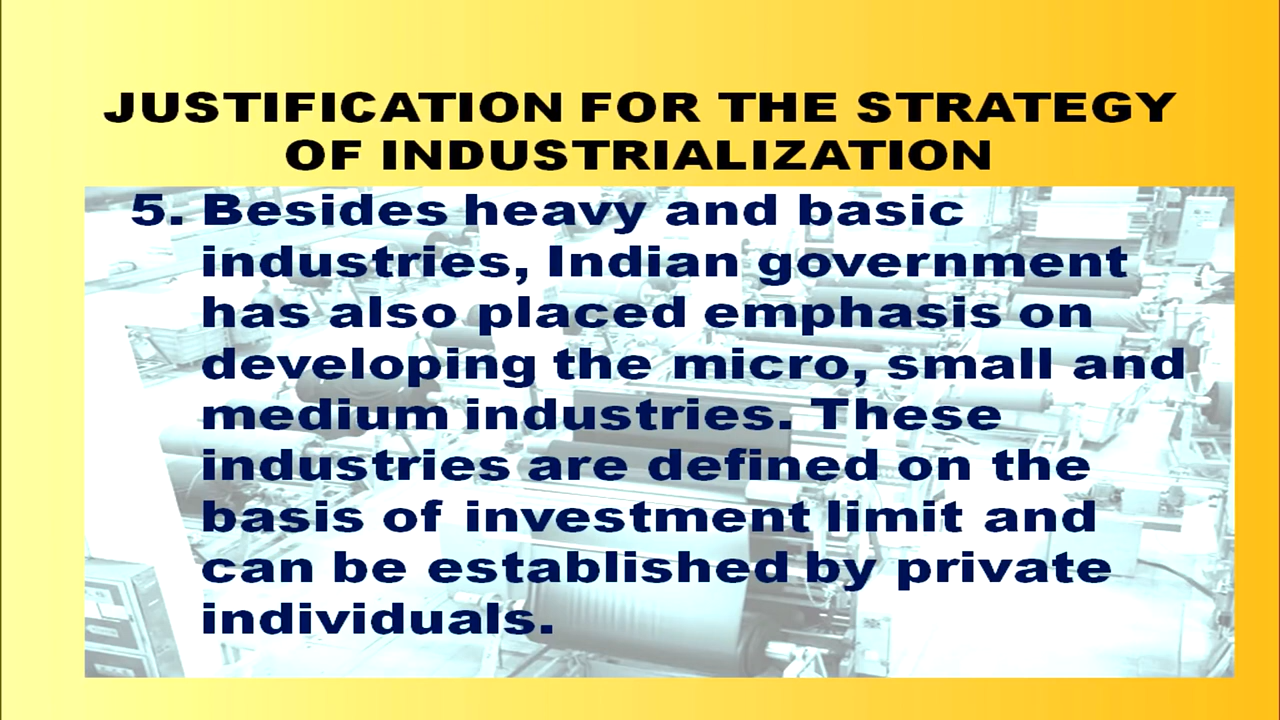 JUSTIFICATION FOR THE STRATEGY
OF INDUSTRIALIZATION
5. Besides heavy and basic
industries, Indian government
has also placed emphasis on
developing the micro, small and
medium industries. These
industries are defined on the
basis of investment limit and
can be established by private
individuals.